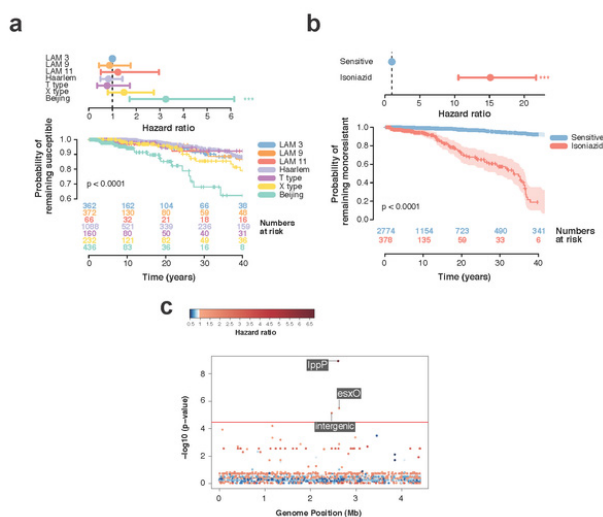 a
LAM 3
LAM 9
LAM 11
Haarlem
T type
X type
Beijing
***
0 1 2 3 4 5 6
Hazard ratio
Probability of
remaining susceptible
1.0
0.9
0.8
0.7
0.6
p < 0.0001
LAM 3
LAM 9
LAM 11
Haarlem
T type
X type
Beijing
362 162 104 66 38
372 130 80 59 48
66 32 21 18 16
521 339 236 159
160 80 50 40 31
232 121 82 49 36
436 83 36 16 8
Numbers
at risk
0 10 20 30 40
Time (years)
b
Sensitive
Isoniazid
***
0 5 10 15 20
Hazard ratio
Probability of
remaining monoresistant
1.0
0.8
0.6
0.4
0.2
0.0
p < 0.0001
Sensitive
Isoniazid
2774 1154 723 490 341
378 135 59 33 6
Numbers
at risk
0 10 20 30 40
Time (years)
c
0.5 1 1.5 2 2.5 3 3.5 4 4.5 5 5.5 6 6.5
Hazard ratio
-log10 (p-value)
8
6
4
2
0
lppP
esxO
intergenic
0 1 2 3 4
Genome Position (Mb)